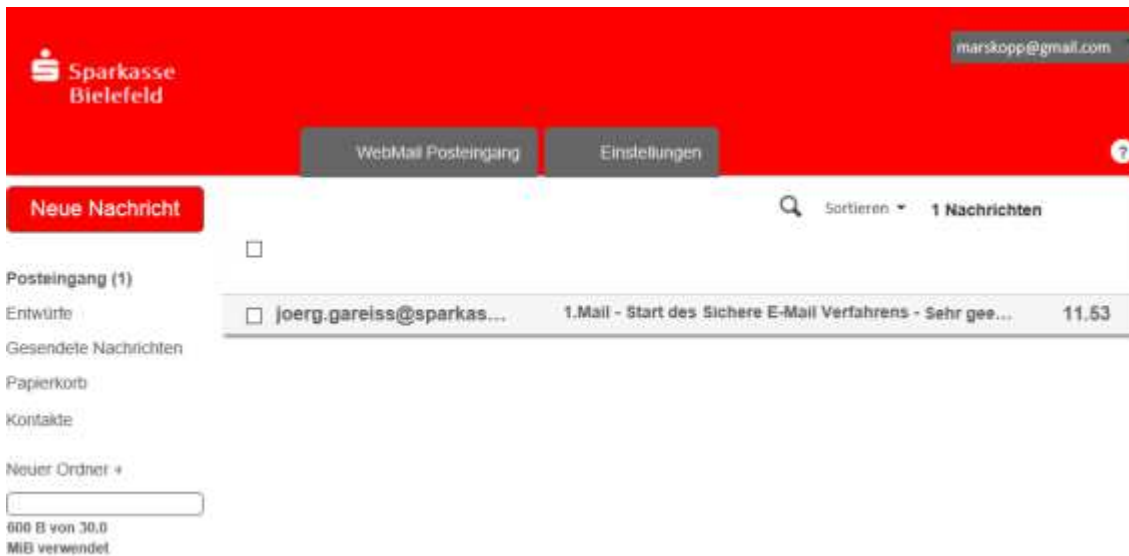 Sparkasse
Bielefeld
marskopp@gmail.com
WebMail Posteingang
Einstellungen
?
Neue Nachricht
Sortieren
1 Nachrichten
Posteingang (1)
Entwürfe
Gesendete Nachrichten
Papierkorb
Kontakte
Neuer Ordner +
joerg.gareiss@sparkas...
1.Mail - Start des Sichere E-Mail Verfahrens - Sehr gee...
11.53
600 B von 30.0
MiB verwendet